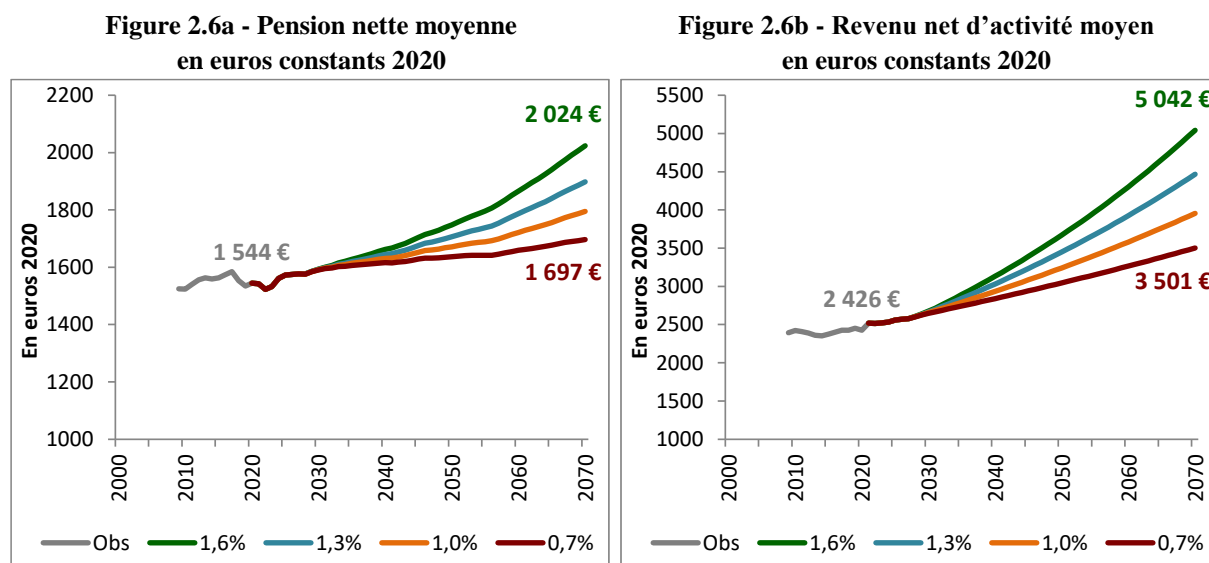 Figure 2.6a - Pension nette moyenne
en euros constants 2020
En euros 2020
2200
2000
1800
1600
1400
1200
1000
2 024 €
1 544 €
1 697 €
2000
2010
2020
2030
2040
2050
2060
2070
Obs
1,6%
1,3%
1,0%
0,7%
Figure 2.6b - Revenu net d’activité moyen
en euros constants 2020
En euros 2020
5500
5000
4500
4000
3500
3000
2500
2000
1500
1000
5 042 €
2 426 €
3 501 €
2000
2010
2020
2030
2040
2050
2060
2070
Obs
1,6%
1,3%
1,0%
0,7%